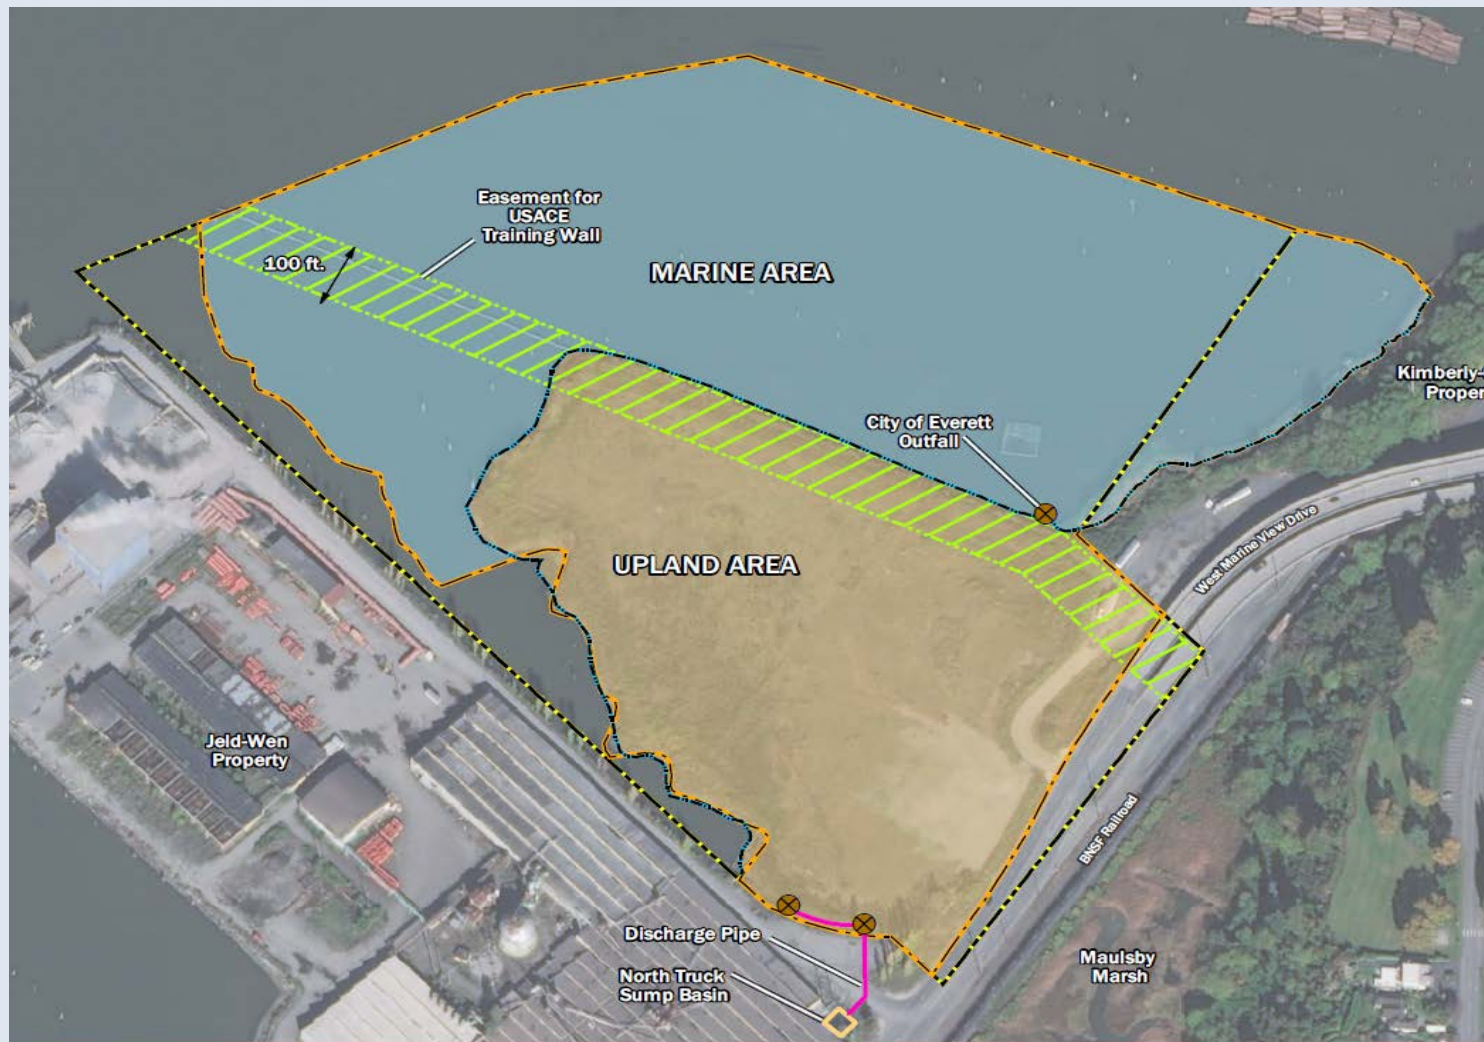 Easement for
USACE
Training Wall
100 ft.
MARINE AREA
Kimberly-
Proper
City of Everett
Outfall
West Marine View Drive
UPLAND AREA
Jeld-Wen
Property
BNSF Railroad
Discharge Pipe
North Truck
Sump Basin
Maulsby
Marsh